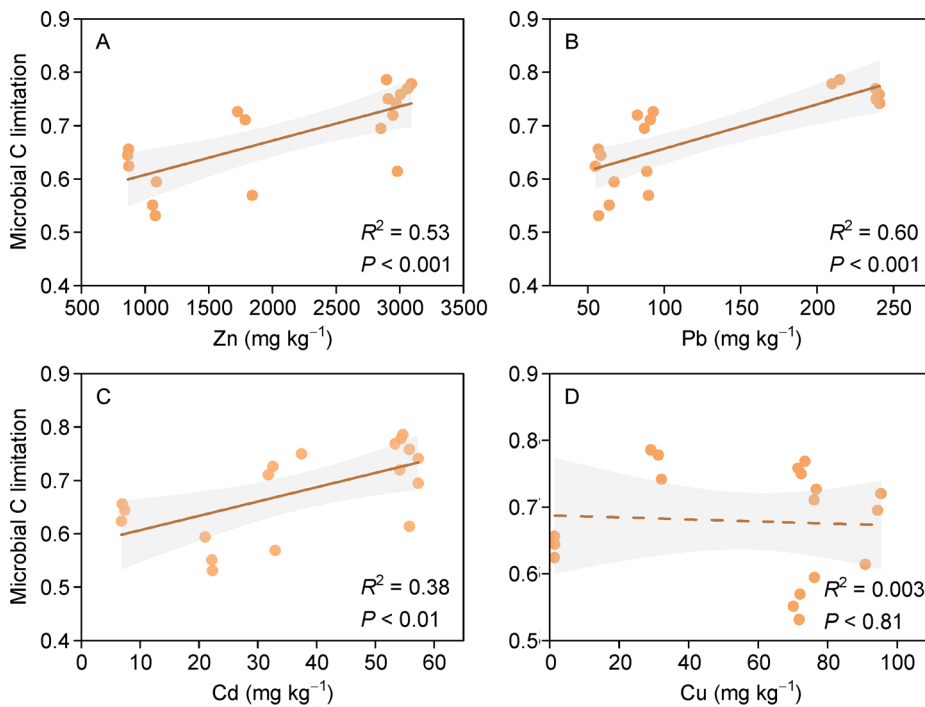 A
Microbial C limitation
0.9
0.8
0.7
0.6
0.5
0.4
R² = 0.53
P < 0.001
500 1000 1500 2000 2500 3000 3500
Zn (mg kg⁻¹)
B
0.9
0.8
0.7
0.6
0.5
0.4
R² = 0.60
P < 0.001
0 50 100 150 200 250
Pb (mg kg⁻¹)
C
Microbial C limitation
0.9
0.8
0.7
0.6
0.5
0.4
R² = 0.38
P < 0.01
0 10 20 30 40 50 60
Cd (mg kg⁻¹)
D
0.9
0.8
0.7
0.6
0.5
R² = 0.003
P < 0.81
0 20 40 60 80 100
Cu (mg kg⁻¹)